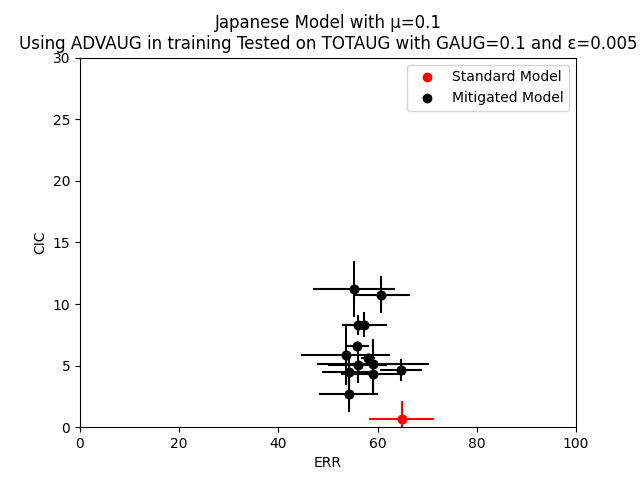 Japanese Model with μ=0.1
Using ADVAUG in training Tested on TOTAUG with GAUG=0.1 and ε=0.005
Standard Model
Mitigated Model
30
25
20
15
10
5
0
CIC
0 20 40 60 80 100
ERR